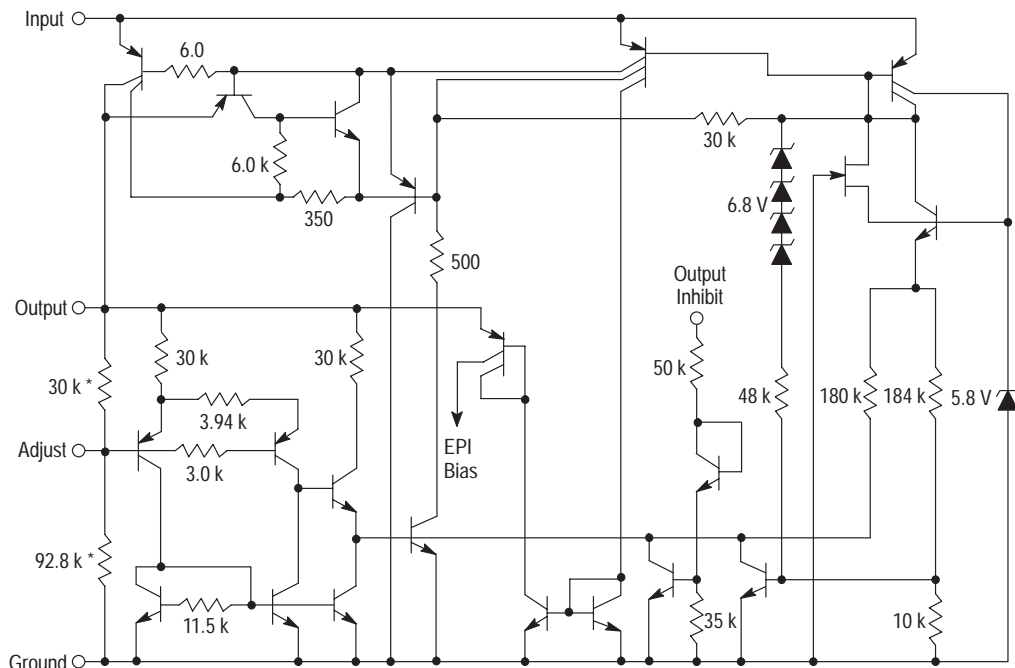 Input
6.0
30 k
6.0 k
6.8 V
350
500
Output
Inhibit
Output
30 k
30 k
50 k
30 k *
3.94 k
48 k
180 k
184 k
5.8 V
Adjust
EPI
Bias
3.0 k
92.8 k *
11.5 k
35 k
10 k
Ground